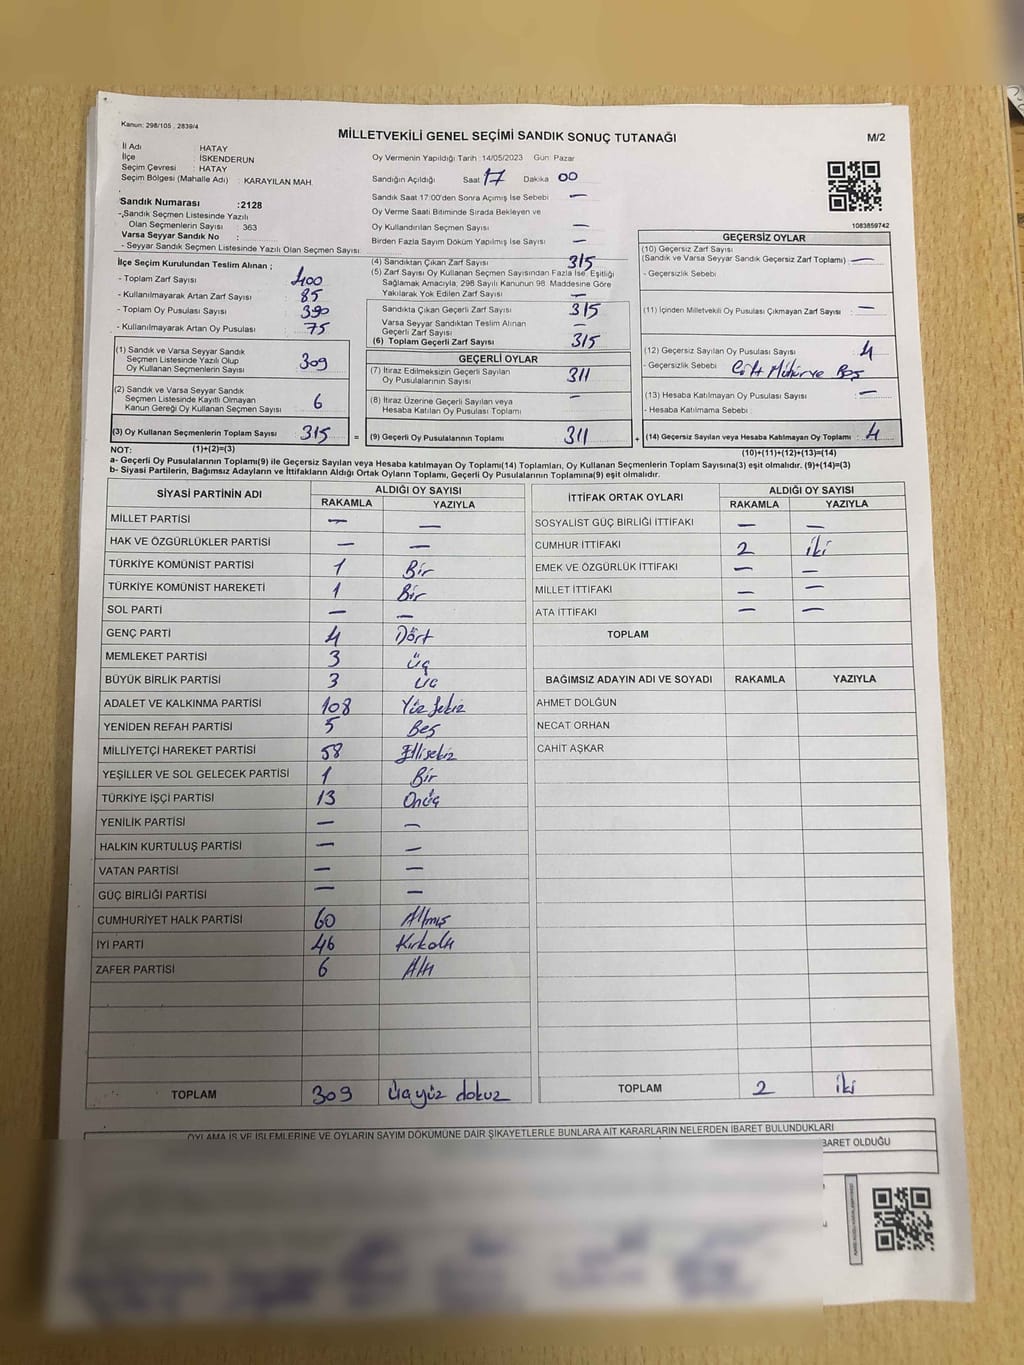 Kanun: 298/105 , 2839/4
MİLLETVEKİLİ GENEL SEÇİMİ SANDIK SONUÇ TUTANAĞI
M/2
İl Adı HATAY
İlçe İSKENDERUN
Seçim Çevresi : HATAY
Seçim Bölgesi (Mahalle Adı) : KARAYILAN MAH.
Oy Vermenin Yapıldığı Tarih :14/05/2023 Gün: Pazar
Sandığın Açıldığı Saat 17 Dakika 00
Sandık Saat 17:00'den Sonra Açımış İse Sebebi —
Oy Verme Saati Bitiminde Sırada Bekleyen ve
Oy Kullandırılan Seçmen Sayısı —
Birden Fazla Sayım Döküm Yapılmış İse Sayısı —
1083859742
Sandık Numarası :2128
- Sandık Seçmen Listesinde Yazılı
Olan Seçmenlerin Sayısı 363
Varsa Seyyar Sandık No :
- Seyyar Sandık Seçmen Listesinde Yazılı Olan Seçmen Sayısı:
İlçe Seçim Kurulundan Teslim Alınan ;
- Toplam Zarf Sayısı : 400
- Kullanılmayarak Artan Zarf Sayısı : 85
- Toplam Oy Pusulası Sayısı : 390
- Kullanılmayarak Artan Oy Pusulası : 75
(1) Sandık ve Varsa Seyyar Sandık
Seçmen Listesinde Yazılı Olup
Oy Kullanan Seçmenlerin Sayısı 309
(2) Sandık ve Varsa Seyyar Sandık
Seçmen Listesinde Kayıtlı Olmayan
Kanun Gereği Oy Kullanan Seçmen Sayısı 6
(3) Oy Kullanan Seçmenlerin Toplam Sayısı 315 =
(1)+(2)=(3)
(4) Sandıktan Çıkan Zarf Sayısı 315
(5) Zarf Sayısı Oy Kullanan Seçmen Sayısından Fazla İse, Eşitliği
Sağlamak Amacıyla; 298 Sayılı Kanunun 98. Maddesine Göre
Yakılarak Yok Edilen Zarf Sayısı —
Sandıkta Çıkan Geçerli Zarf Sayısı 315
Varsa Seyyar Sandıktan Teslim Alınan
Geçerli Zarf Sayısı —
(6) Toplam Geçerli Zarf Sayısı 315
GEÇERLİ OYLAR
(7) İtiraz Edilmeksizin Geçerli Sayılan
Oy Pusulalarının Sayısı 311
(8) İtiraz Üzerine Geçerli Sayılan veya
Hesaba Katılan Oy Pusulası Toplamı —
(9) Geçerli Oy Pusulalarının Toplamı 311 +
GEÇERSİZ OYLAR
(10) Geçersiz Zarf Sayısı
(Sandık ve Varsa Seyyar Sandık Geçersiz Zarf Toplamı) : —
- Geçersizlik Sebebi :
(11) İçinden Milletvekili Oy Pusulası Çıkmayan Zarf Sayısı : —
(12) Geçersiz Sayılan Oy Pusulası Sayısı : 4
- Geçersizlik Sebebi : Çift Mühür ve Boş
(13) Hesaba Katılmayan Oy Pusulası Sayısı : —
- Hesaba Katılmama Sebebi :
(14) Geçersiz Sayılan veya Hesaba Katılmayan Oy Toplamı : 4
(10)+(11)+(12)+(13)=(14)
NOT:
a- Geçerli Oy Pusulalarının Toplamı(9) ile Geçersiz Sayılan veya Hesaba katılmayan Oy Toplamı(14) Toplamları, Oy Kullanan Seçmenlerin Toplam Sayısına(3) eşit olmalıdır. (9)+(14)=(3)
b- Siyasi Partilerin, Bağımsız Adayların ve İttifakların Aldığı Oyların Toplamı, Geçerli Oy Pusulalarının Toplamına(9) eşit olmalıdır.
SİYASİ PARTİNİN ADI ALDIĞI OY SAYISI
RAKAMLA YAZIYLA
MİLLET PARTİSİ — —
HAK VE ÖZGÜRLÜKLER PARTİSİ — —
TÜRKİYE KOMÜNİST PARTİSİ 1 Bir
TÜRKİYE KOMÜNİST HAREKETİ 1 Bir
SOL PARTİ — —
GENÇ PARTİ 4 Dört
MEMLEKET PARTİSİ 3 üç
BÜYÜK BİRLİK PARTİSİ 3 üç
ADALET VE KALKINMA PARTİSİ 108 Yüz Sekiz
YENİDEN REFAH PARTİSİ 5 Beş
MİLLİYETÇİ HAREKET PARTİSİ 58 Ellisekiz
YEŞİLLER VE SOL GELECEK PARTİSİ 1 Bir
TÜRKİYE İŞÇİ PARTİSİ 13 Onüç
YENİLİK PARTİSİ — —
HALKIN KURTULUŞ PARTİSİ — —
VATAN PARTİSİ — —
GÜÇ BİRLİĞİ PARTİSİ — —
CUMHURİYET HALK PARTİSİ 60 Altmış
İYİ PARTİ 46 Kırkaltı
ZAFER PARTİSİ 6 Altı
TOPLAM 309 üçyüz dokuz
İTTİFAK ORTAK OYLARI ALDIĞI OY SAYISI
RAKAMLA YAZIYLA
SOSYALİST GÜÇ BİRLİĞİ İTTİFAKI — —
CUMHUR İTTİFAKI 2 iki
EMEK VE ÖZGÜRLÜK İTTİFAKI — —
MİLLET İTTİFAKI — —
ATA İTTİFAKI — —
TOPLAM
BAĞIMSIZ ADAYIN ADI VE SOYADI RAKAMLA YAZIYLA
AHMET DOLĞUN
NECAT ORHAN
CAHİT AŞKAR
TOPLAM 2 iki
OYLAMA İŞ VE İŞLEMLERİNE VE OYLARIN SAYIM DÖKÜMÜNE DAİR ŞİKAYETLERLE BUNLARA AİT KARARLARIN NELERDEN İBARET BULUNDUKLARI
İBARET OLDUĞU